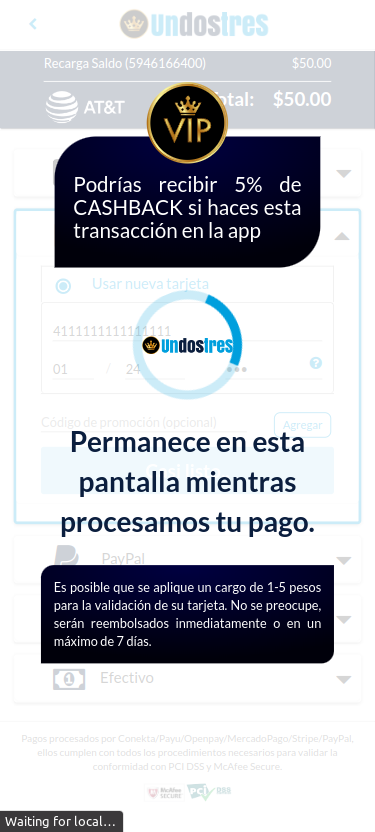 undostres
Recarga Saldo (5946166400) $50.00
AT&T
Total: $50.00
VIP
Podrías recibir 5% de
CASHBACK si haces esta
transacción en la app
Usar nueva tarjeta
4111111111111111
undostres
01 / 24
Código de promoción (opcional) Agregar
Permanece en esta
pantalla mientras
procesamos tu pago.
PayPal
Es posible que se aplique un cargo de 1-5 pesos
para la validación de su tarjeta. No se preocupe,
serán reembolsados inmediatamente o en un
máximo de 7 días.
Efectivo
Pagos procesados por Conekta/Payu/Openpay/MercadoPago/Stripe/PayPal,
ellos cumplen con todos los procedimientos necesarios para validar la
conformidad con PCI DSS y McAfee Secure.
McAfee
SECURE
PCI
Waiting for local...